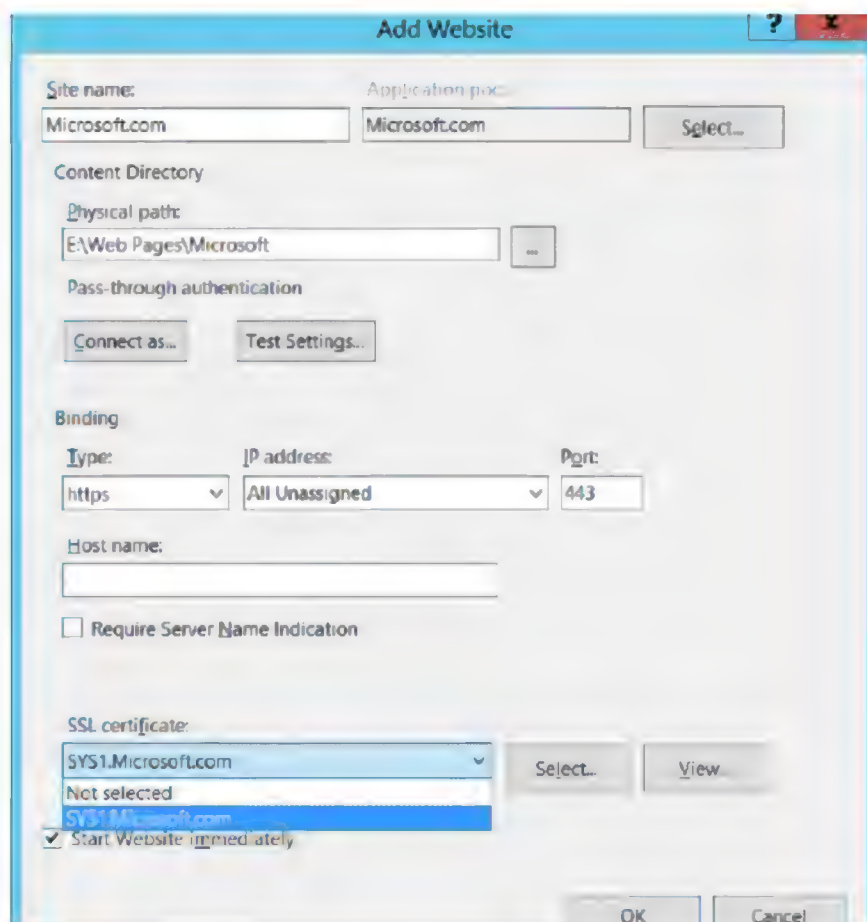 Add Website
?
Site name:
Application pool:
Microsoft.com
Microsoft.com
Select...
Content Directory
Physical path:
E:\Web Pages\Microsoft
...
Pass-through authentication
Connect as...
Test Settings...
Binding
Type:
IP address:
Port:
https
All Unassigned
443
Host name:
Require Server Name Indication
SSL certificate:
SYS1.Microsoft.com
Select...
View...
Not selected
SYS1.Microsoft.com
Start Website immediately
OK
Cancel